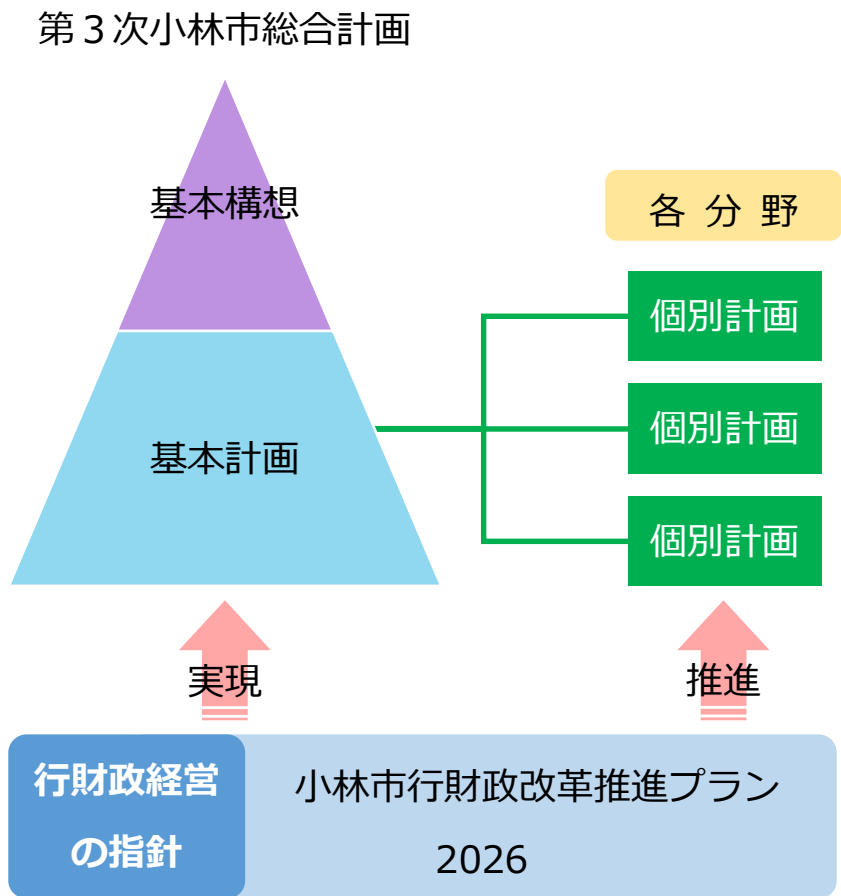 第3次小林市総合計画
基本構想
各分野
個別計画
基本計画
個別計画
個別計画
実現
推進
行財政経営
の指針
小林市行財政改革推進プラン
2026